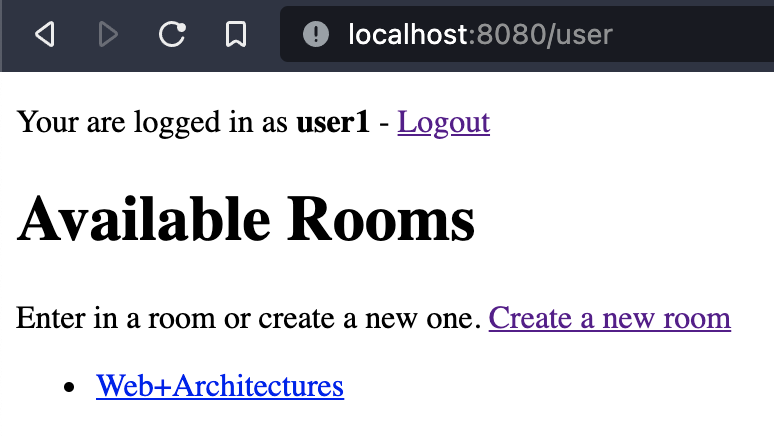 localhost:8080/user
Your are logged in as user1 - Logout
Available Rooms
Enter in a room or create a new one. Create a new room
• Web+Architectures